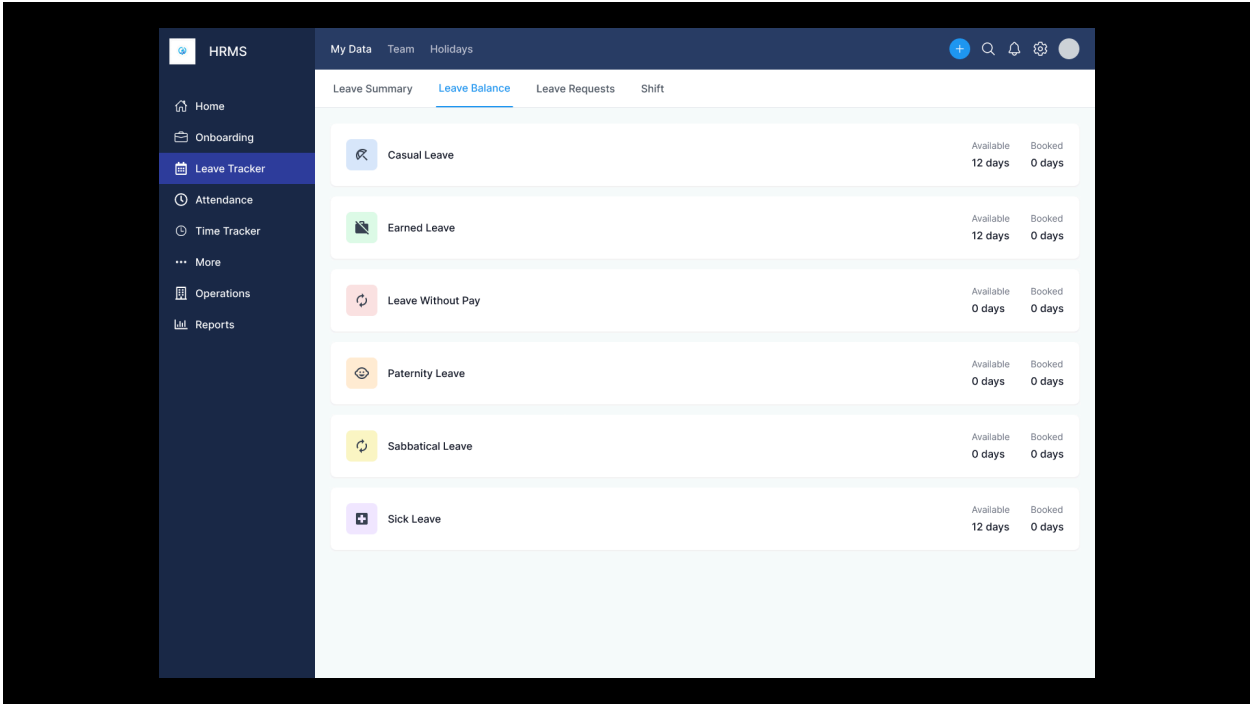 HRMS
My Data Team Holidays
Home
Onboarding
Leave Tracker
Attendance
Time Tracker
More
Operations
Reports
Leave Summary Leave Balance Leave Requests Shift
Casual Leave
Available Booked
12 days 0 days
Earned Leave
Available Booked
12 days 0 days
Leave Without Pay
Available Booked
0 days 0 days
Paternity Leave
Available Booked
0 days 0 days
Sabbatical Leave
Available Booked
0 days 0 days
Sick Leave
Available Booked
12 days 0 days